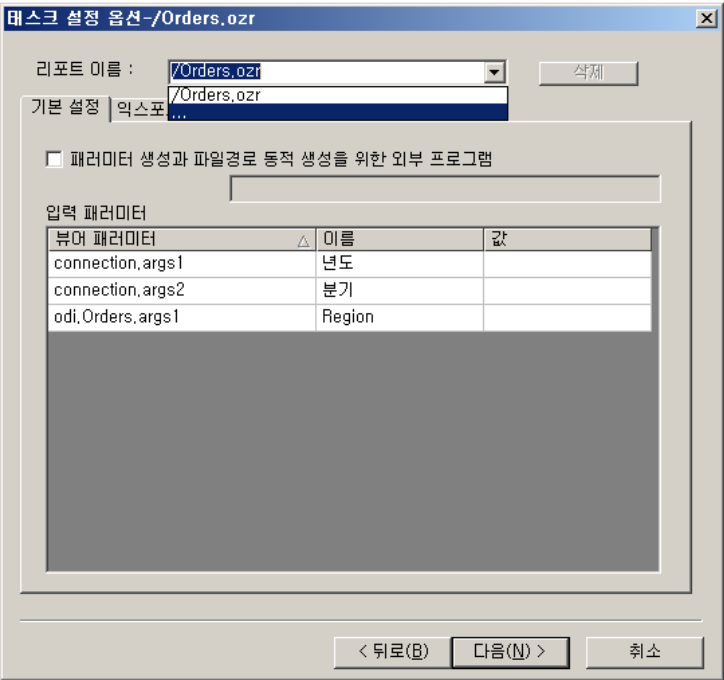 태스크 설정 옵션-/Orders.ozr
리포트 이름 : /Orders.ozr 삭제
/Orders.ozr
...
기본 설정 익스포
패러미터 생성과 파일경로 동적 생성을 위한 외부 프로그램
입력 패러미터
뷰어 패러미터 이름 값
connection.args1 년도
connection.args2 분기
odi.Orders.args1 Region
< 뒤로(B) 다음(N) > 취소